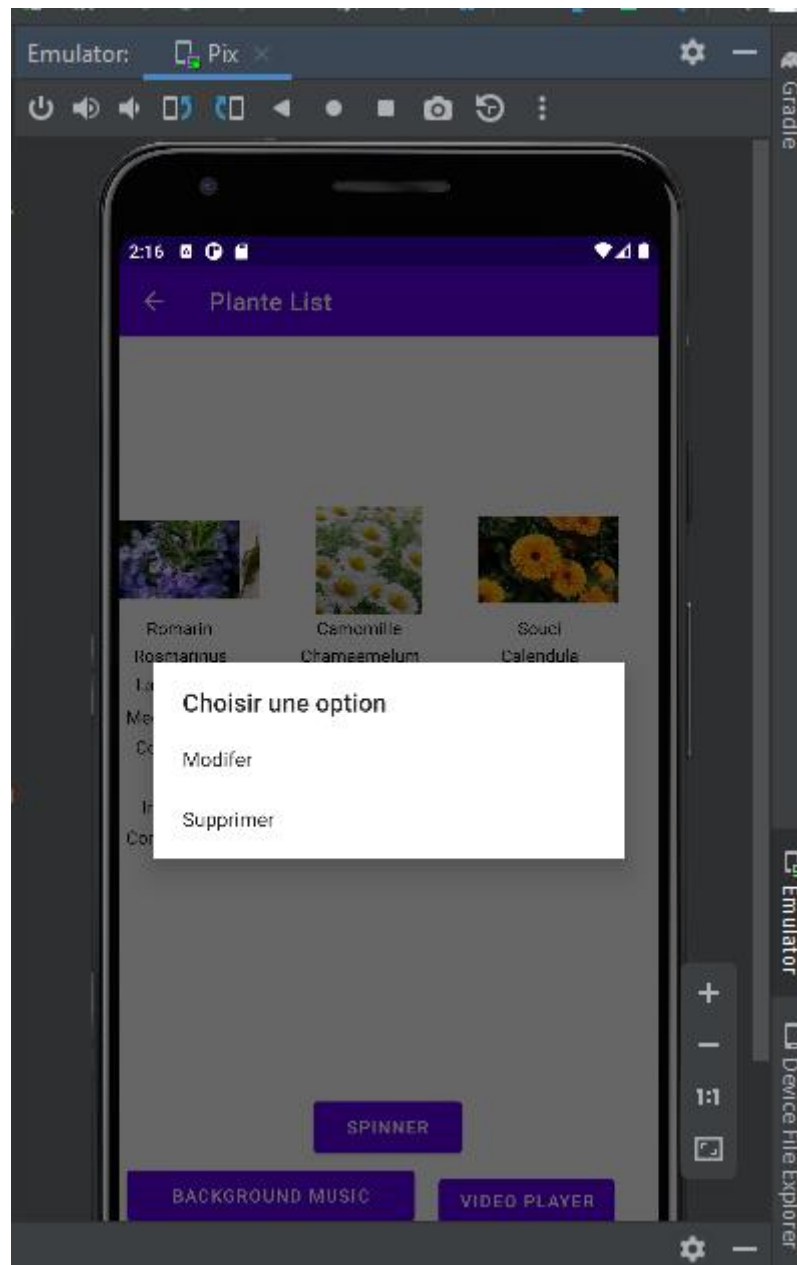 Emulator:
Pix
Gradle
2:16
Plante List
Romarin
Rosmarinus
Camomille
Chamaemelum
Souci
Calendula
Choisir une option
Modifer
Supprimer
Emulator
1:1
Device File Explorer
SPINNER
BACKGROUND MUSIC
VIDEO PLAYER